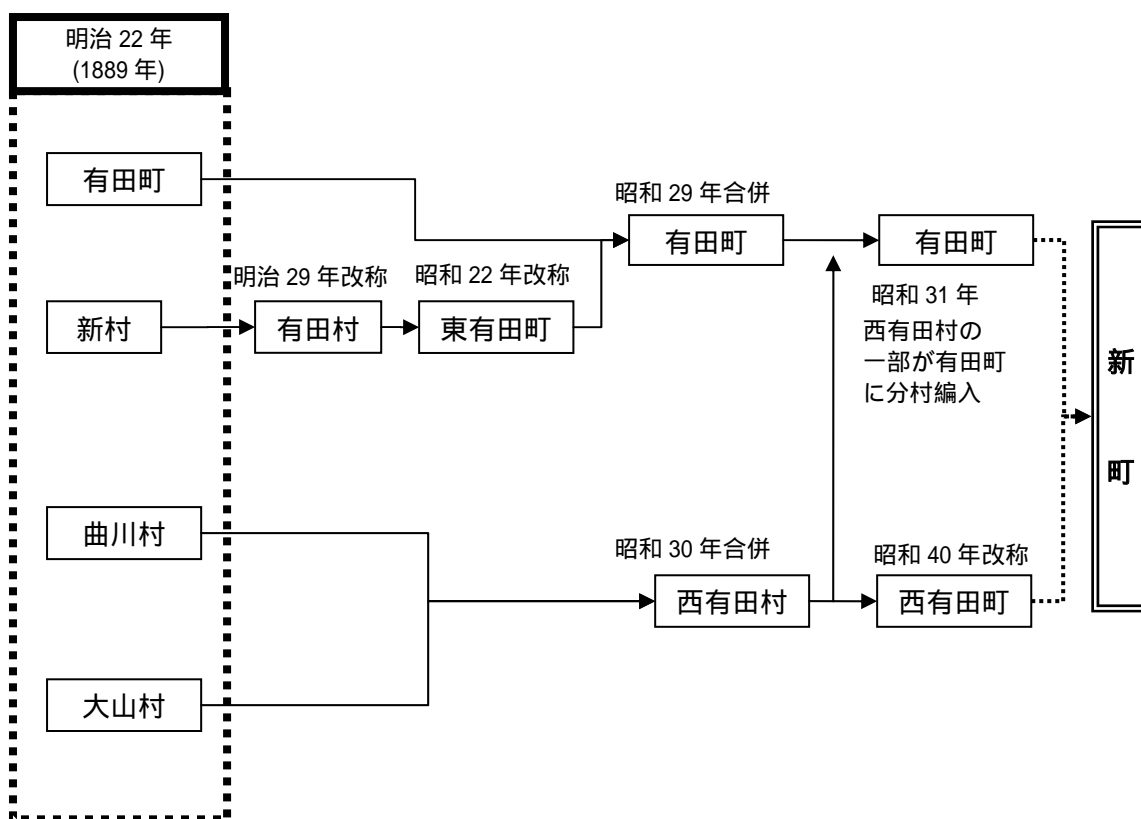 明治 22 年
(1889 年)
有田町
昭和 29 年合併
有田町
有田町
明治 29 年改称
昭和 22 年改称
新村
有田村
東有田町
昭和 31 年
西有田村の
一部が有田町
に分村編入
新
町
曲川村
昭和 30 年合併
昭和 40 年改称
西有田村
西有田町
大山村